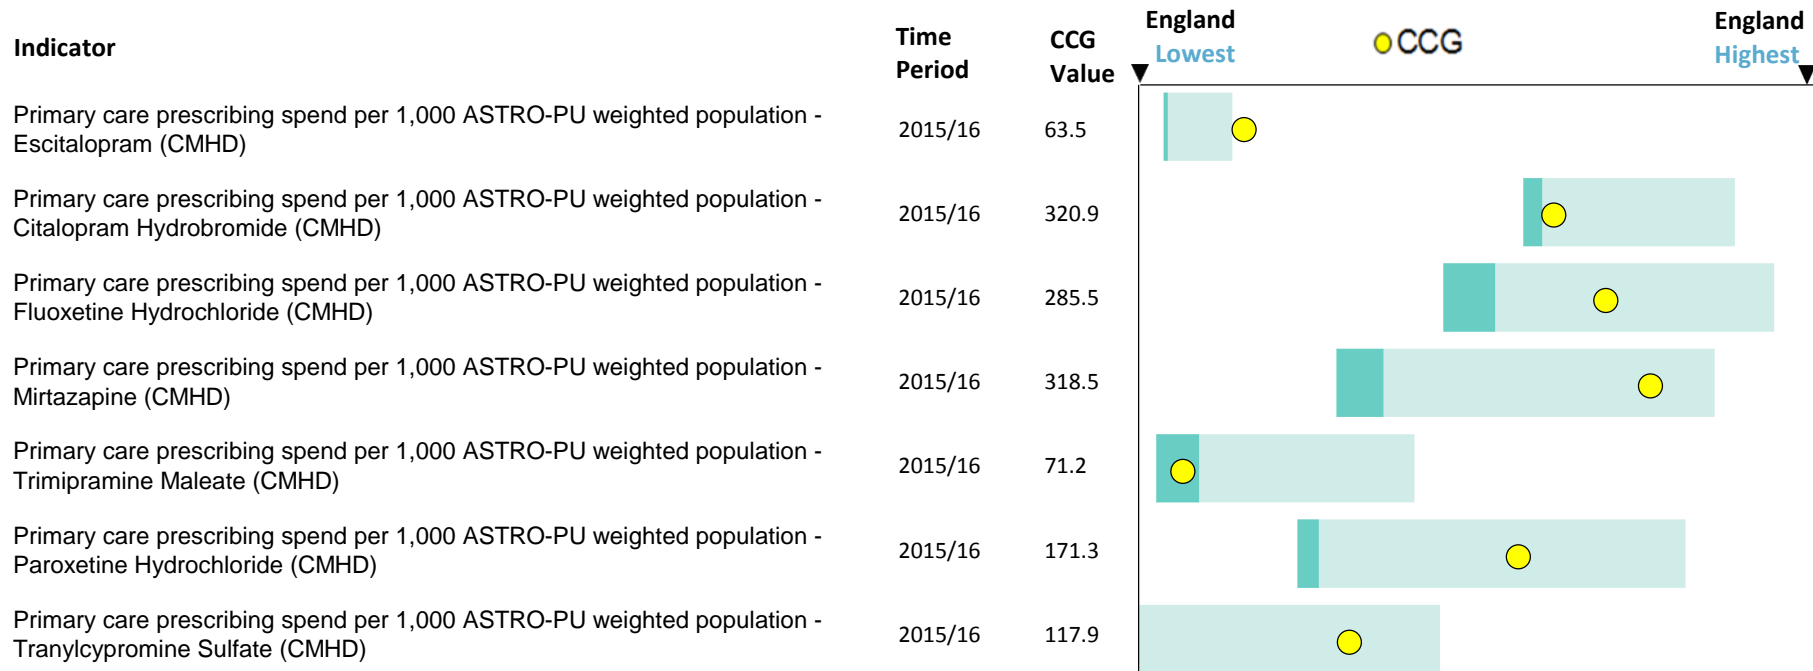 Indicator
Time
Period
CCG
Value
England
Lowest
CCG
England
Highest
Primary care prescribing spend per 1,000 ASTRO-PU weighted population -
Escitalopram (CMHD)
2015/16
63.5
Primary care prescribing spend per 1,000 ASTRO-PU weighted population -
Citalopram Hydrobromide (CMHD)
2015/16
320.9
Primary care prescribing spend per 1,000 ASTRO-PU weighted population -
Fluoxetine Hydrochloride (CMHD)
2015/16
285.5
Primary care prescribing spend per 1,000 ASTRO-PU weighted population -
Mirtazapine (CMHD)
2015/16
318.5
Primary care prescribing spend per 1,000 ASTRO-PU weighted population -
Trimipramine Maleate (CMHD)
2015/16
71.2
Primary care prescribing spend per 1,000 ASTRO-PU weighted population -
Paroxetine Hydrochloride (CMHD)
2015/16
171.3
Primary care prescribing spend per 1,000 ASTRO-PU weighted population -
Tranylcypromine Sulfate (CMHD)
2015/16
117.9